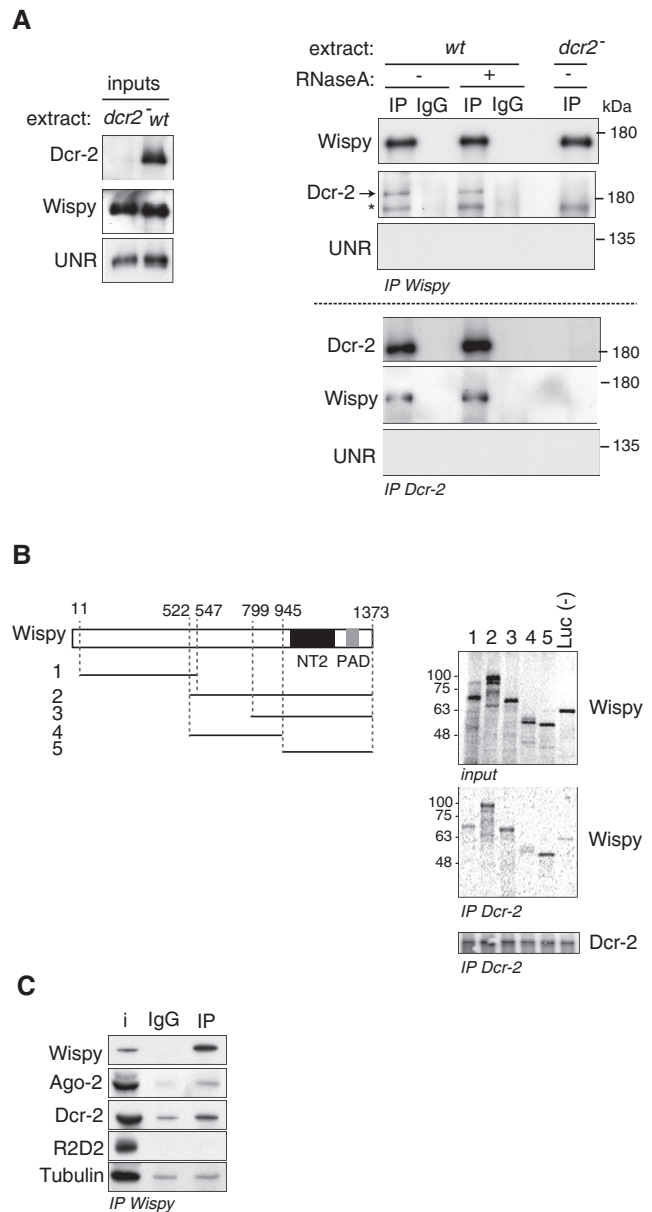 A
inputs
extract: dcr2- wt
Dcr-2
Wispy
UNR
extract: wt dcr2-
RNaseA: - + -
IP IgG IP IgG IP kDa
Wispy 180
Dcr-2 180
*
UNR 135
IP Wispy
Dcr-2 180
Wispy 180
UNR 135
IP Dcr-2
B
11 522 547 799 945 1373
Wispy
NT2 PAD
1
2
3
4
5
1 2 3 4 5 Luc (-)
100
75
63
48
Wispy
input
100
75
63
48
Wispy
IP Dcr-2
Dcr-2
IP Dcr-2
C
i IgG IP
Wispy
Ago-2
Dcr-2
R2D2
Tubulin
IP Wispy